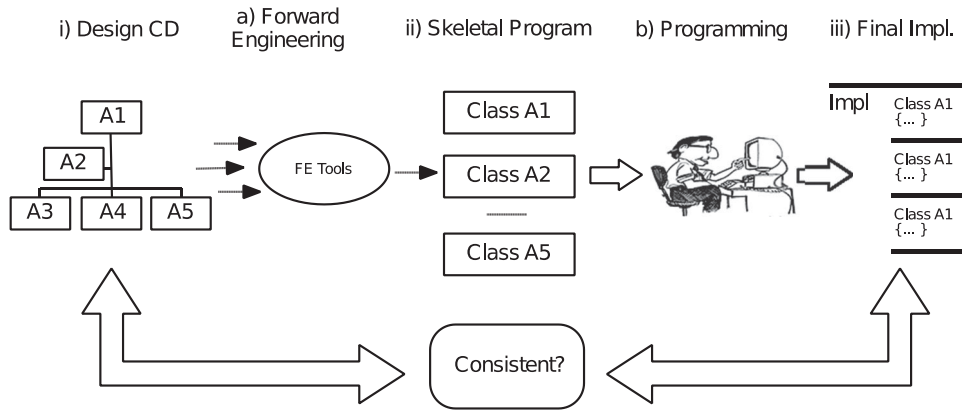 i) Design CD
a) Forward
Engineering
ii) Skeletal Program
b) Programming
iii) Final Impl.
A1
A2
A3
A4
A5
FE Tools
Class A1
Class A2
Class A5
Impl
Class A1
{... }
Class A1
{... }
Class A1
{... }
Consistent?